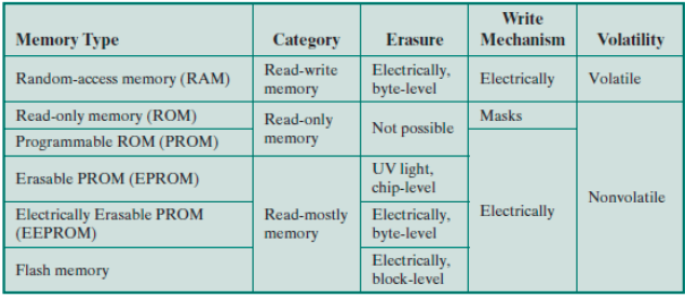 Memory Type Category Erasure Write Mechanism Volatility
Random-access memory (RAM) Read-write memory Electrically, byte-level Electrically Volatile
Read-only memory (ROM) Read-only memory Not possible Masks Nonvolatile
Programmable ROM (PROM) Electrically
Erasable PROM (EPROM) Read-mostly memory UV light, chip-level
Electrically Erasable PROM (EEPROM) Electrically, byte-level
Flash memory Electrically, block-level